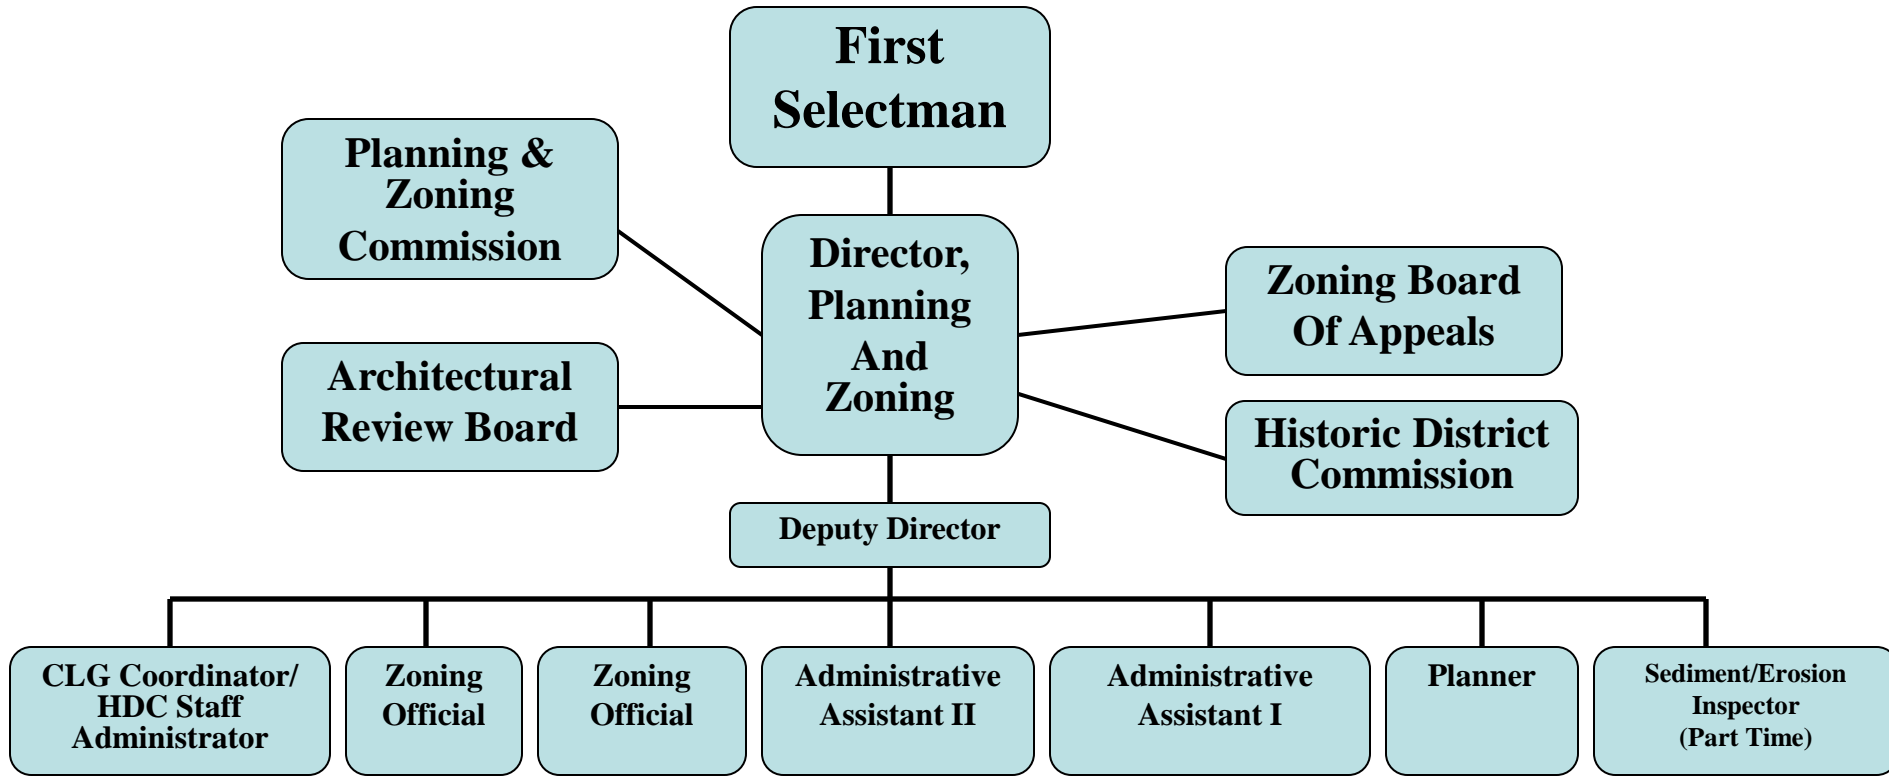 First
Selectman
Planning &
Zoning
Commission
Director,
Planning
And
Zoning
Zoning Board
Of Appeals
Architectural
Review Board
Historic District
Commission
Deputy Director
CLG Coordinator/
HDC Staff
Administrator
Zoning
Official
Zoning
Official
Administrative
Assistant II
Administrative
Assistant I
Planner
Sediment/Erosion
Inspector
(Part Time)